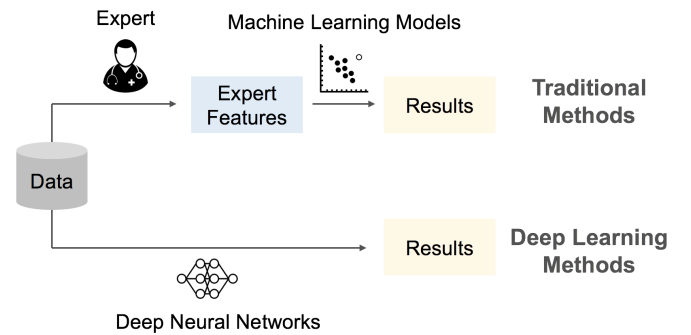 Expert
Machine Learning Models
Expert
Features
Results
Traditional
Methods
Data
Results
Deep Learning
Methods
Deep Neural Networks